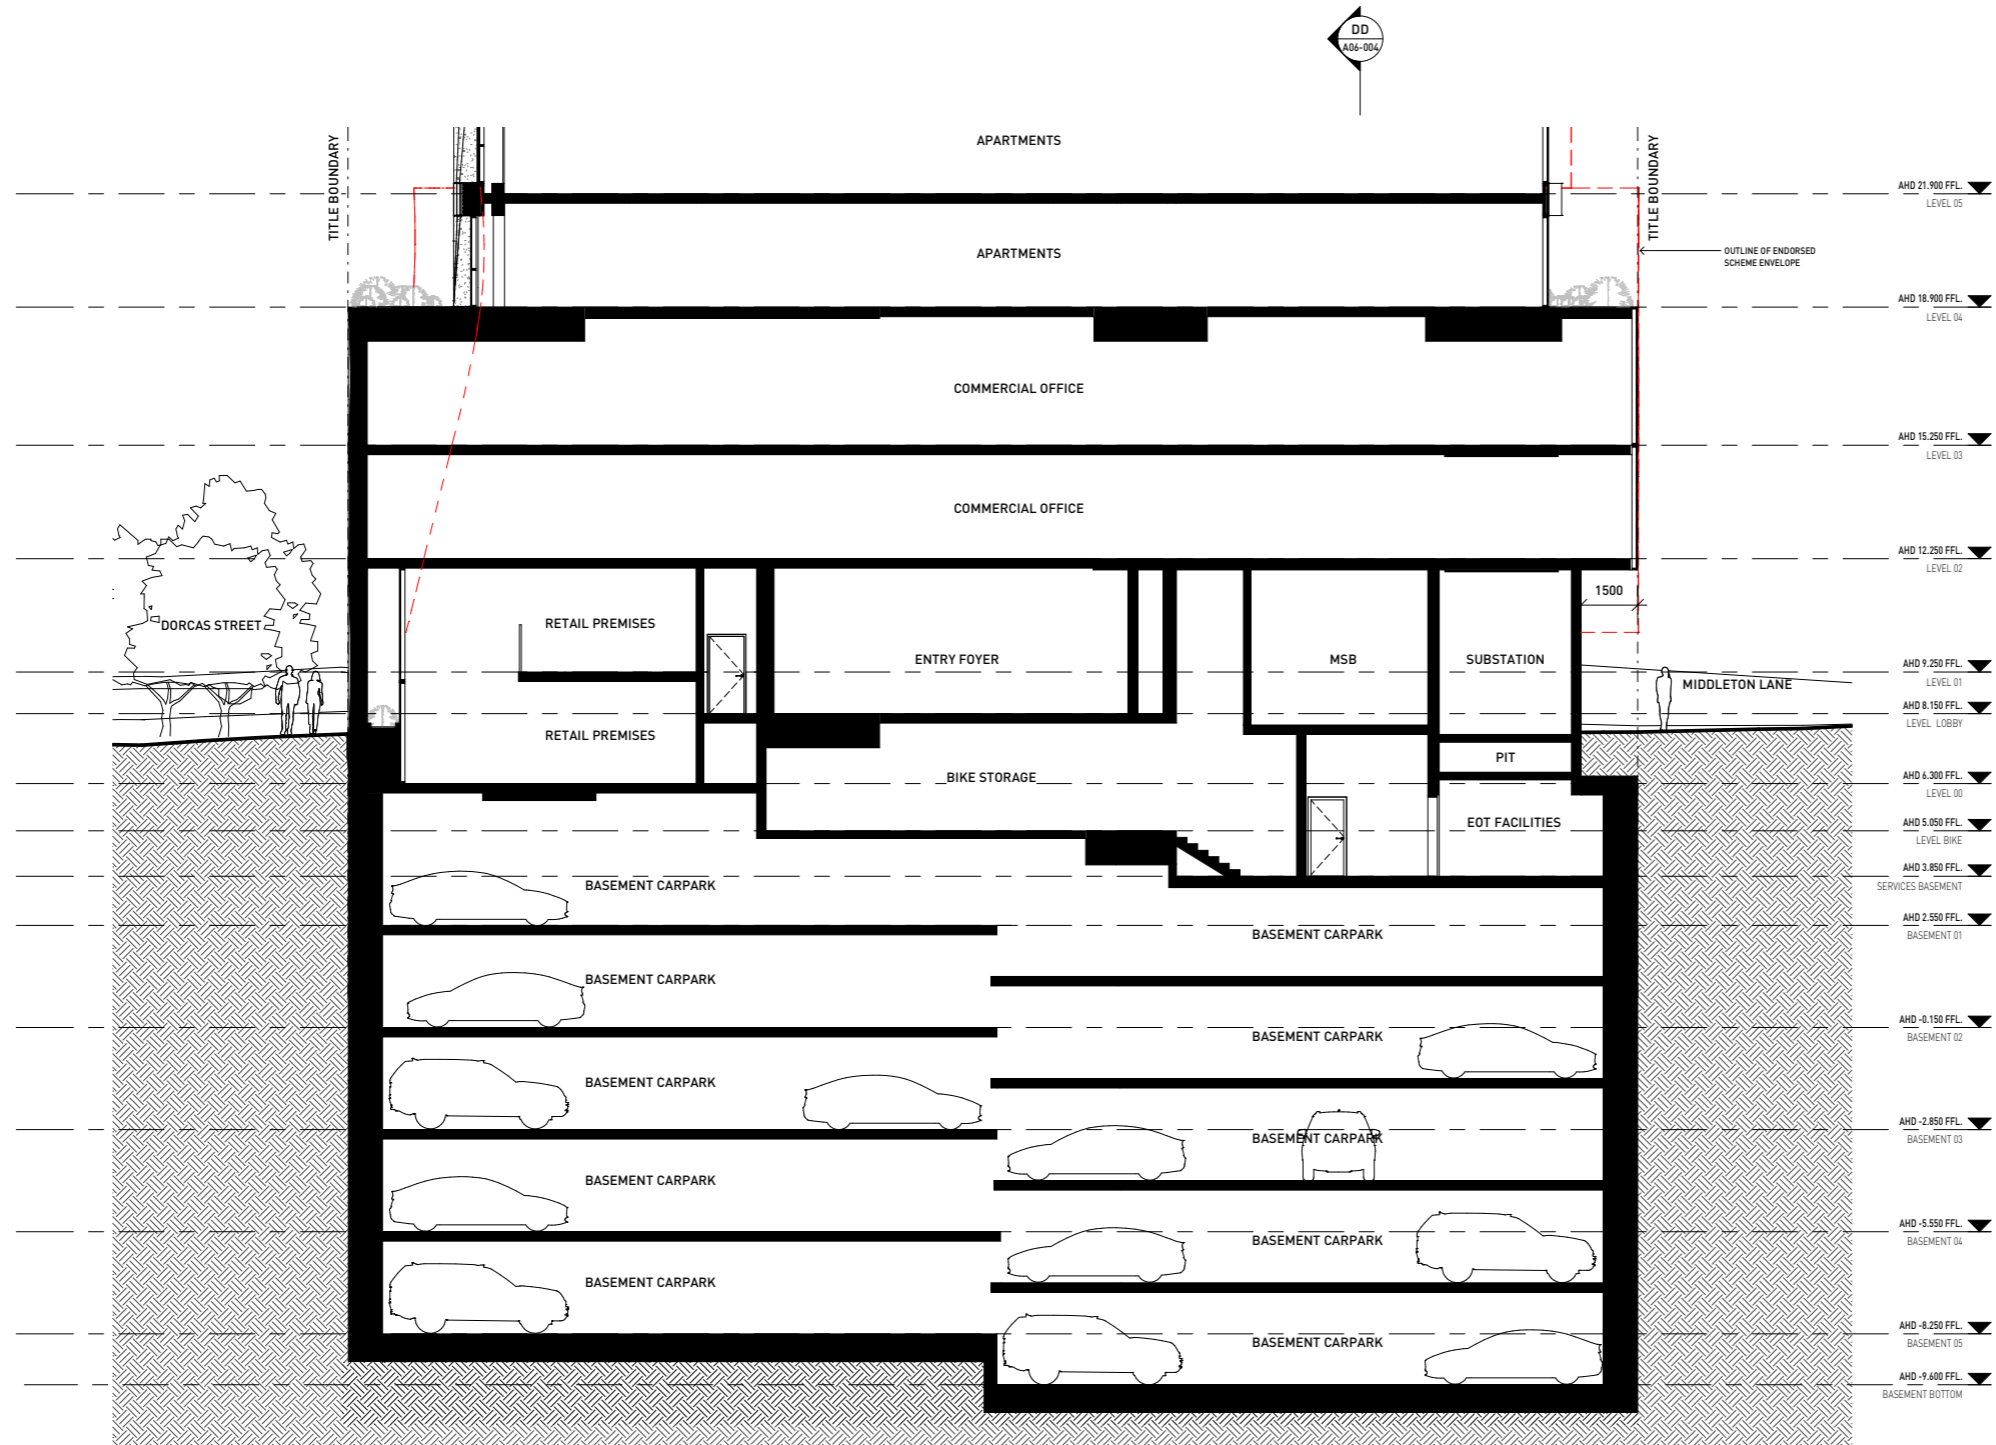 DD
A06-004
TITLE BOUNDARY
APARTMENTS
TITLE BOUNDARY
AHD 21.900 FFL.
LEVEL 05
APARTMENTS
OUTLINE OF ENDORSED
SCHEME ENVELOPE
AHD 18.900 FFL.
LEVEL 04
COMMERCIAL OFFICE
AHD 15.250 FFL.
LEVEL 03
COMMERCIAL OFFICE
AHD 12.250 FFL.
LEVEL 02
1500
DORCAS STREET
RETAIL PREMISES
ENTRY FOYER
MSB
SUBSTATION
AHD 9.250 FFL.
LEVEL 01
MIDDLETON LANE
AHD 8.150 FFL.
LEVEL LOBBY
RETAIL PREMISES
PIT
BIKE STORAGE
AHD 6.300 FFL.
LEVEL 00
EOT FACILITIES
AHD 5.050 FFL.
LEVEL BIKE
AHD 3.850 FFL.
SERVICES BASEMENT
BASEMENT CARPARK
AHD 2.550 FFL.
BASEMENT 01
BASEMENT CARPARK
BASEMENT CARPARK
AHD -0.150 FFL.
BASEMENT 02
BASEMENT CARPARK
BASEMENT CARPARK
AHD -2.850 FFL.
BASEMENT 03
BASEMENT CARPARK
BASEMENT CARPARK
AHD -5.550 FFL.
BASEMENT 04
BASEMENT CARPARK
BASEMENT CARPARK
AHD -8.250 FFL.
BASEMENT 05
BASEMENT CARPARK
AHD -9.600 FFL.
BASEMENT BOTTOM